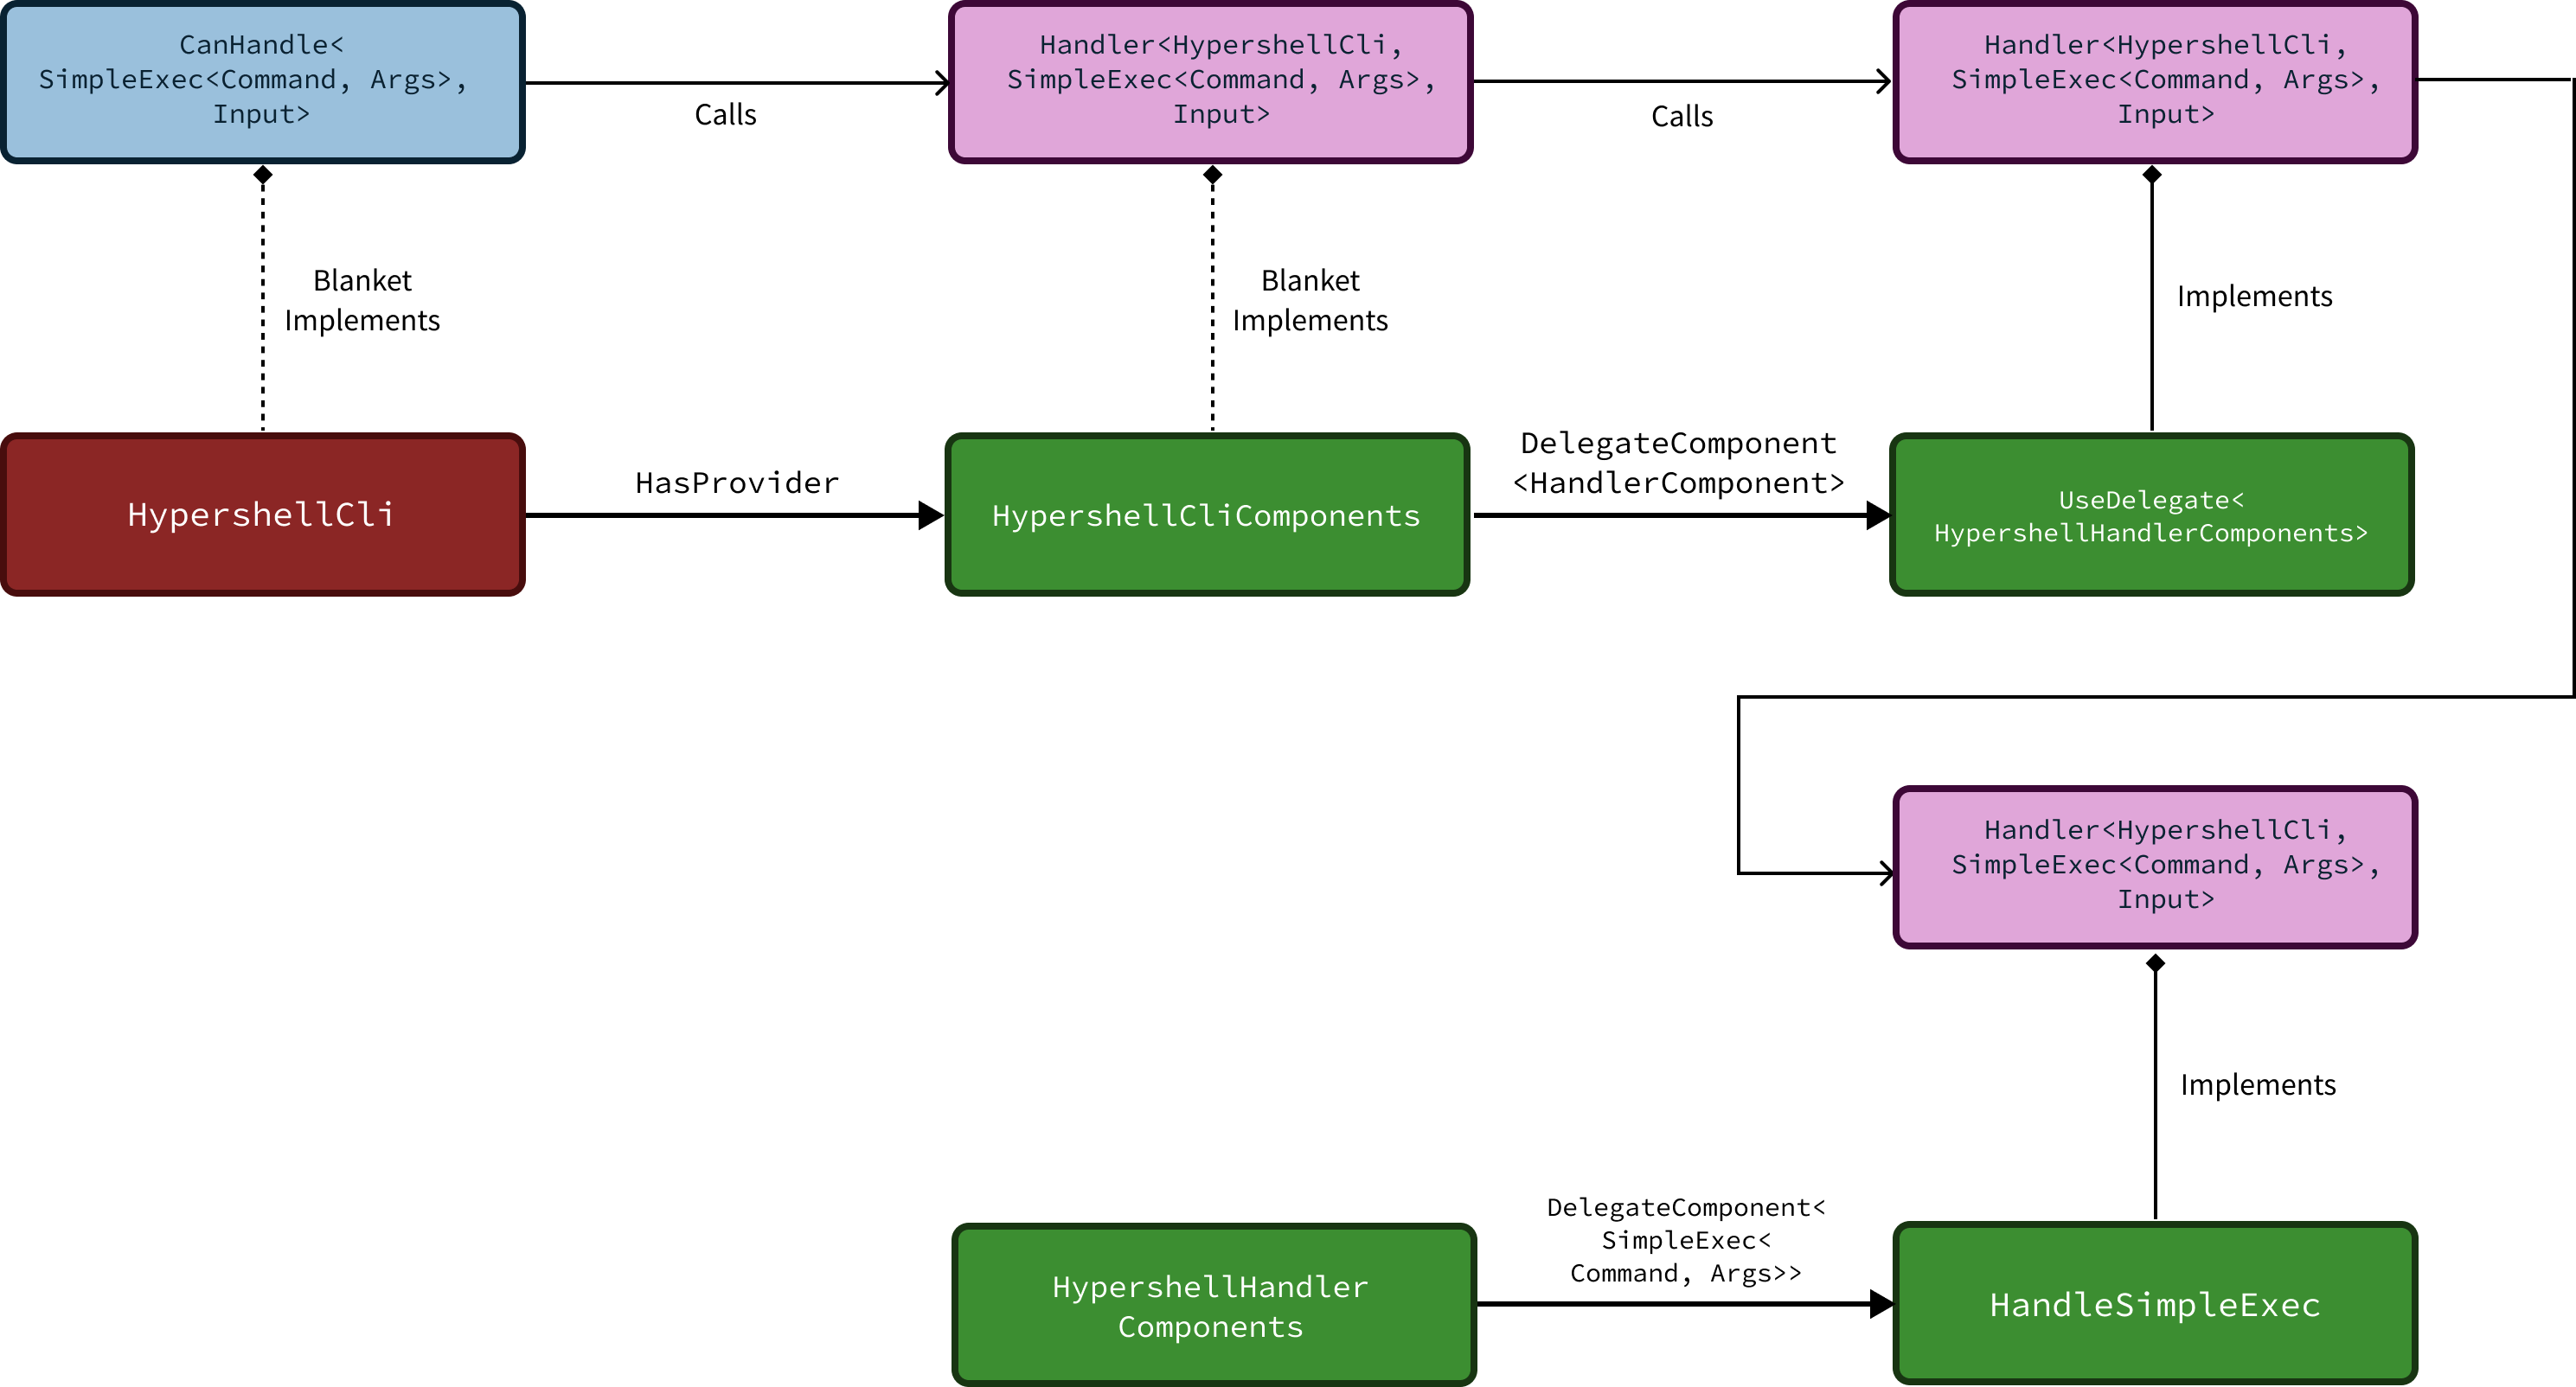 CanHandle<
SimpleExec<Command, Args>,
Input>
Calls
Handler<HypershellCli,
SimpleExec<Command, Args>,
Input>
Calls
Handler<HypershellCli,
SimpleExec<Command, Args>,
Input>
Blanket
Implements
Blanket
Implements
Implements
HypershellCli
HasProvider
HypershellCliComponents
DelegateComponent
<HandlerComponent>
UseDelegate<
HypershellHandlerComponents>
Handler<HypershellCli,
SimpleExec<Command, Args>,
Input>
Implements
HypershellHandler
Components
DelegateComponent<
SimpleExec<
Command, Args>>
HandleSimpleExec